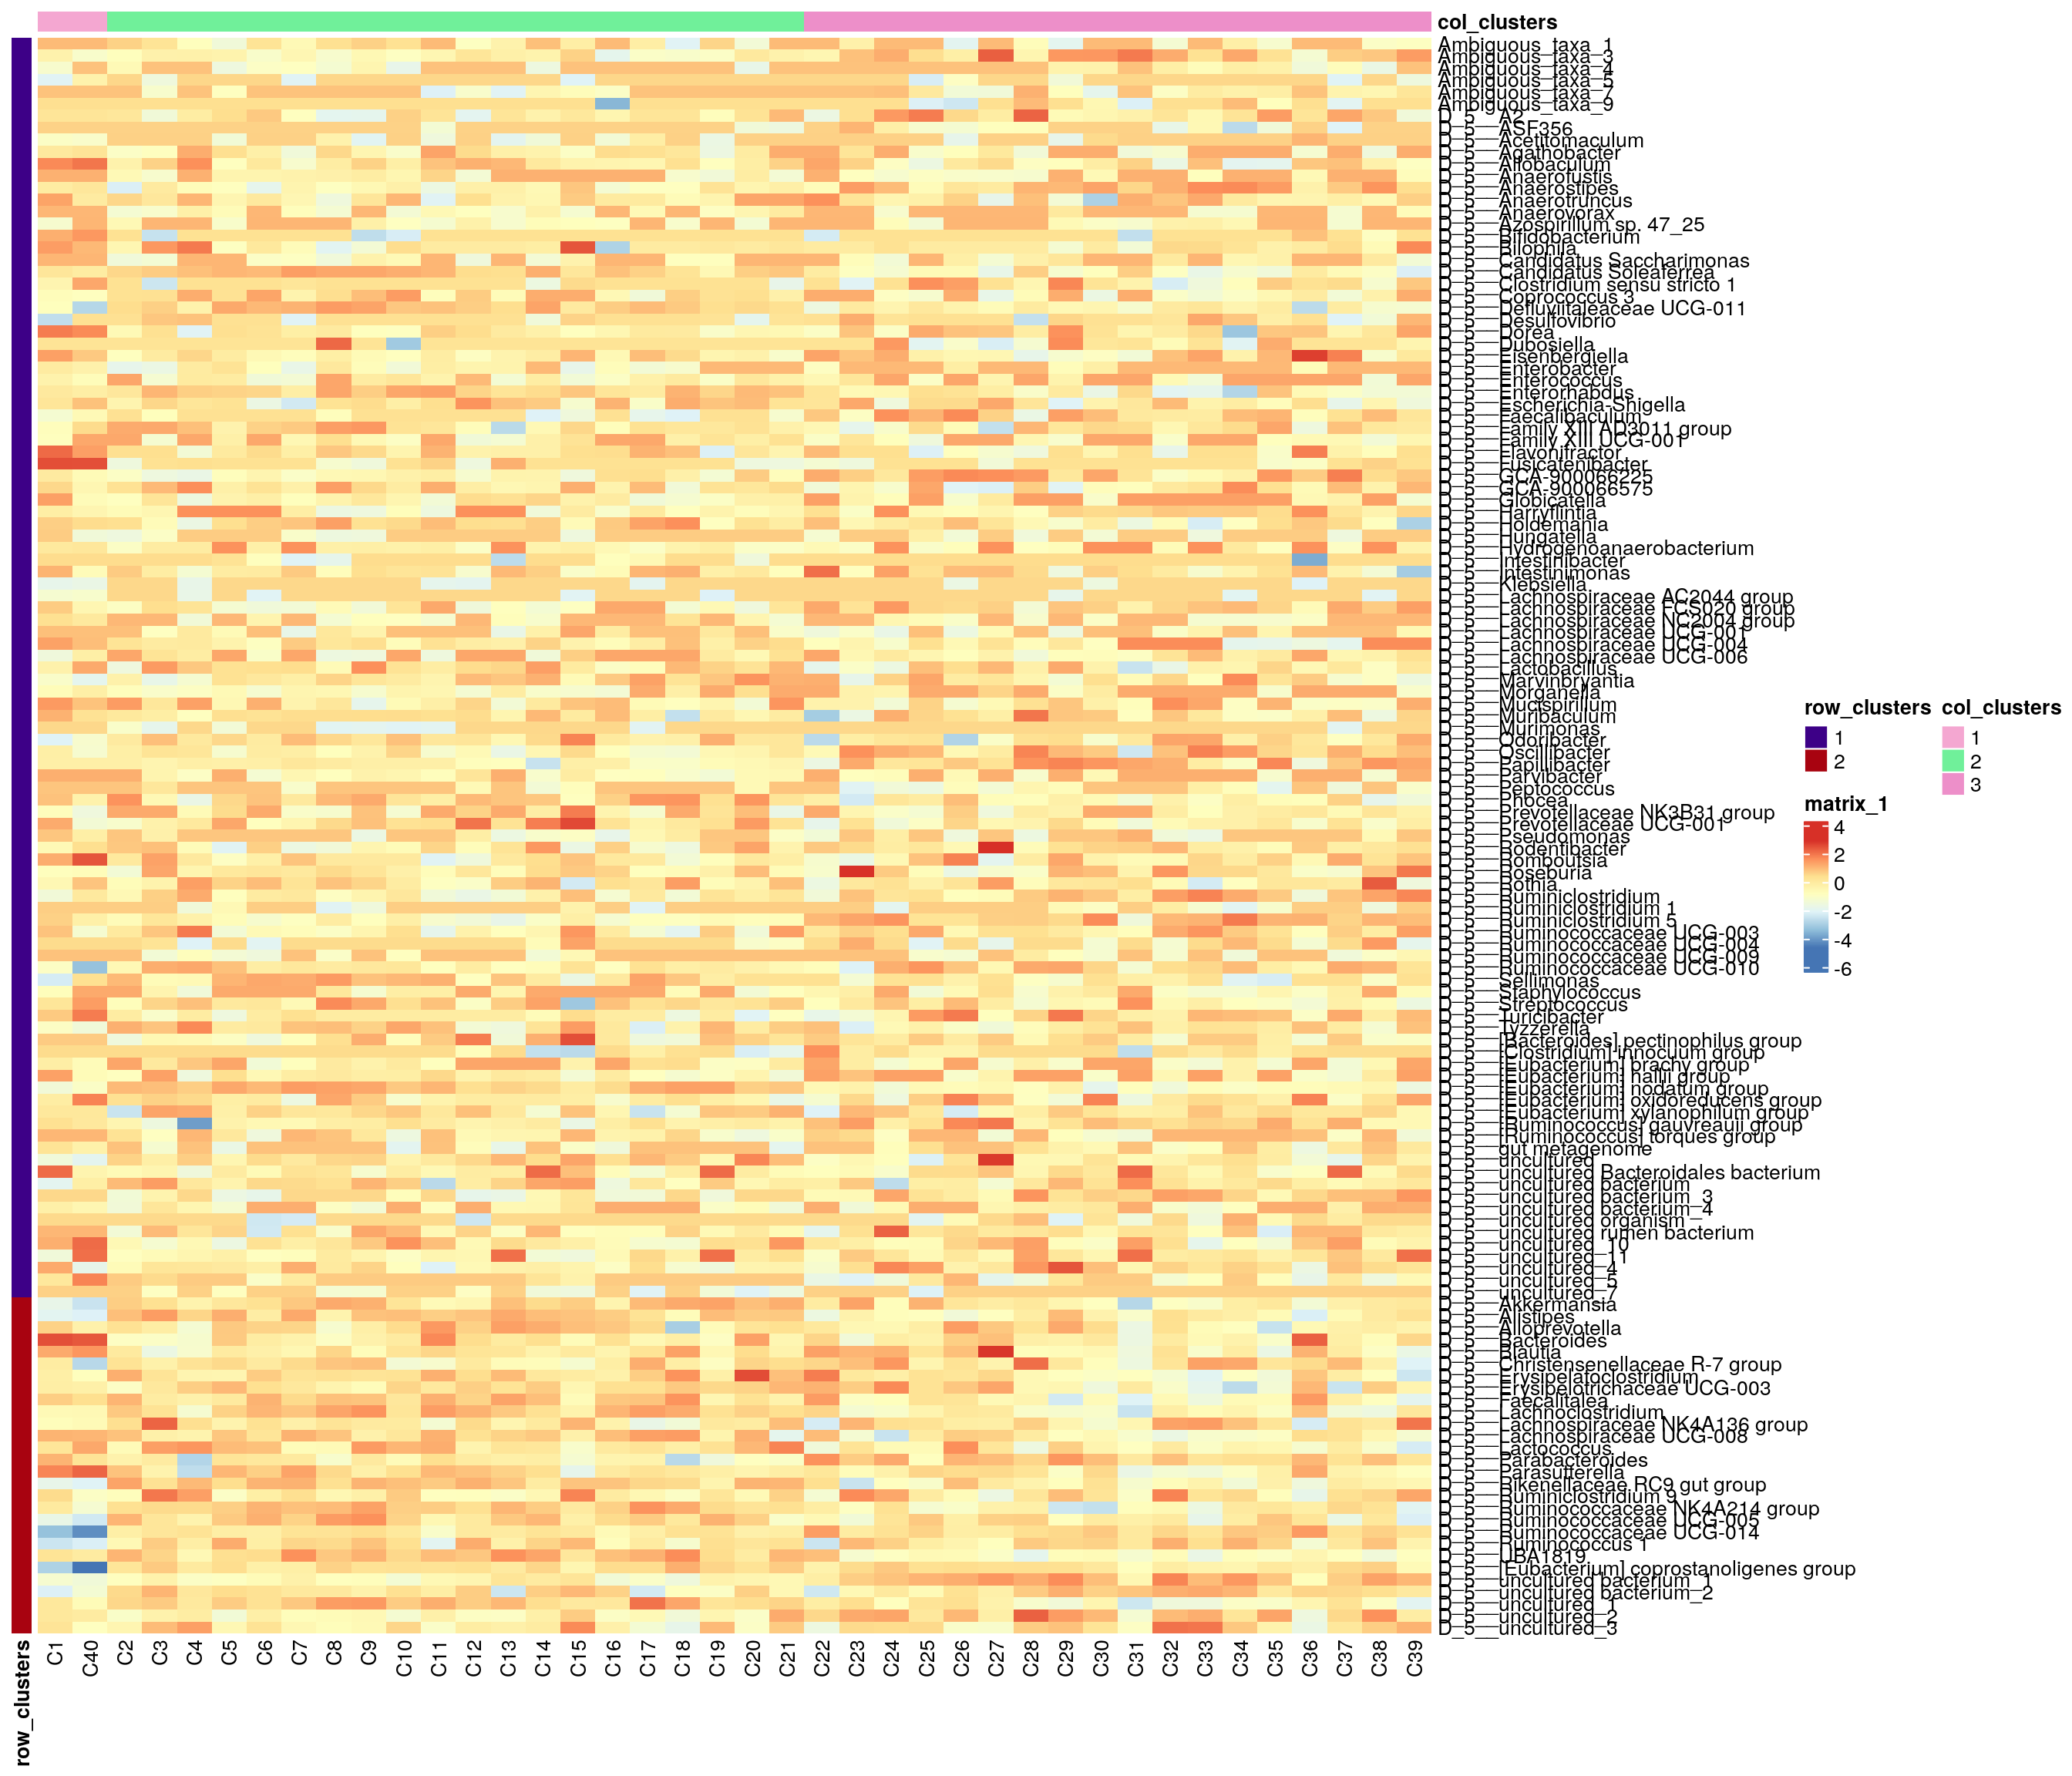 col_clusters
Ambiguous_taxa_1
Ambiguous_taxa_3
Ambiguous_taxa_4
Ambiguous_taxa_5
Ambiguous_taxa_7
Ambiguous_taxa_9
D_5__A2
D_5__ASF356
D_5__Acetitomaculum
D_5__Agathobacter
D_5__Allobaculum
D_5__Anaerofustis
D_5__Anaerostipes
D_5__Anaerotruncus
D_5__Anaerovorax
D_5__Azospirillum sp. 47_25
D_5__Bifidobacterium
D_5__Bilophila
D_5__Candidatus Saccharimonas
D_5__Candidatus Soleaferrea
D_5__Clostridium sensu stricto 1
D_5__Coprococcus 3
D_5__Defluviitaleaceae UCG-011
D_5__Desulfovibrio
D_5__Dorea
D_5__Dubosiella
D_5__Eisenbergiella
D_5__Enterobacter
D_5__Enterococcus
D_5__Enterorhabdus
D_5__Escherichia-Shigella
D_5__Faecalibaculum
D_5__Family XIII AD3011 group
D_5__Family XIII UCG-001
D_5__Flavonifractor
D_5__Fusicatenibacter
D_5__GCA-900066225
D_5__GCA-900066575
D_5__Globicatella
D_5__Harryflintia
D_5__Holdemania
D_5__Hungatella
D_5__Hydrogenoanaerobacterium
D_5__Intestinibacter
D_5__Intestinimonas
D_5__Klebsiella
D_5__Lachnospiraceae AC2044 group
D_5__Lachnospiraceae FCS020 group
D_5__Lachnospiraceae NC2004 group
D_5__Lachnospiraceae UCG-001
D_5__Lachnospiraceae UCG-004
D_5__Lachnospiraceae UCG-006
D_5__Lactobacillus
D_5__Marvinbryantia
D_5__Morganella
D_5__Mucispirillum
D_5__Muribaculum
D_5__Murimonas
D_5__Odoribacter
D_5__Oscillibacter
D_5__Papillibacter
D_5__Parvibacter
D_5__Peptococcus
D_5__Phocea
D_5__Prevotellaceae NK3B31 group
D_5__Prevotellaceae UCG-001
D_5__Pseudomonas
D_5__Rodentibacter
D_5__Romboutsia
D_5__Roseburia
D_5__Rothia
D_5__Ruminiclostridium
D_5__Ruminiclostridium 1
D_5__Ruminiclostridium 5
D_5__Ruminococcaceae UCG-003
D_5__Ruminococcaceae UCG-004
D_5__Ruminococcaceae UCG-009
D_5__Ruminococcaceae UCG-010
D_5__Sellimonas
D_5__Staphylococcus
D_5__Streptococcus
D_5__Turicibacter
D_5__Tyzzerella
D_5__[Bacteroides] pectinophilus group
D_5__[Clostridium] innocuum group
D_5__[Eubacterium] brachy group
D_5__[Eubacterium] hallii group
D_5__[Eubacterium] nodatum group
D_5__[Eubacterium] oxidoreducens group
D_5__[Eubacterium] xylanophilum group
D_5__[Ruminococcus] gauvreauii group
D_5__[Ruminococcus] torques group
D_5__gut metagenome
D_5__uncultured
D_5__uncultured Bacteroidales bacterium
D_5__uncultured bacterium
D_5__uncultured bacterium_3
D_5__uncultured bacterium_4
D_5__uncultured organism
D_5__uncultured rumen bacterium
D_5__uncultured_10
D_5__uncultured_11
D_5__uncultured_4
D_5__uncultured_5
D_5__uncultured_7
D_5__Akkermansia
D_5__Alistipes
D_5__Alloprevotella
D_5__Bacteroides
D_5__Blautia
D_5__Christensenellaceae R-7 group
D_5__Erysipelatoclostridium
D_5__Erysipelotrichaceae UCG-003
D_5__Faecalitalea
D_5__Lachnoclostridium
D_5__Lachnospiraceae NK4A136 group
D_5__Lachnospiraceae UCG-008
D_5__Lactococcus
D_5__Parabacteroides
D_5__Parasutterella
D_5__Rikenellaceae RC9 gut group
D_5__Ruminiclostridium 9
D_5__Ruminococcaceae NK4A214 group
D_5__Ruminococcaceae UCG-005
D_5__Ruminococcaceae UCG-014
D_5__Ruminococcus 1
D_5__UBA1819
D_5__[Eubacterium] coprostanoligenes group
D_5__uncultured bacterium_1
D_5__uncultured bacterium_2
D_5__uncultured_1
D_5__uncultured_2
D_5__uncultured_3
row_clusters
C1 C40 C2 C3 C4 C5 C6 C7 C8 C9 C10 C11 C12 C13 C14 C15 C16 C17 C18 C19 C20 C21 C22 C23 C24 C25 C26 C27 C28 C29 C30 C31 C32 C33 C34 C35 C36 C37 C38 C39
row_clusters col_clusters
1 1
2 2
3
matrix_1
4
2
0
-2
-4
-6